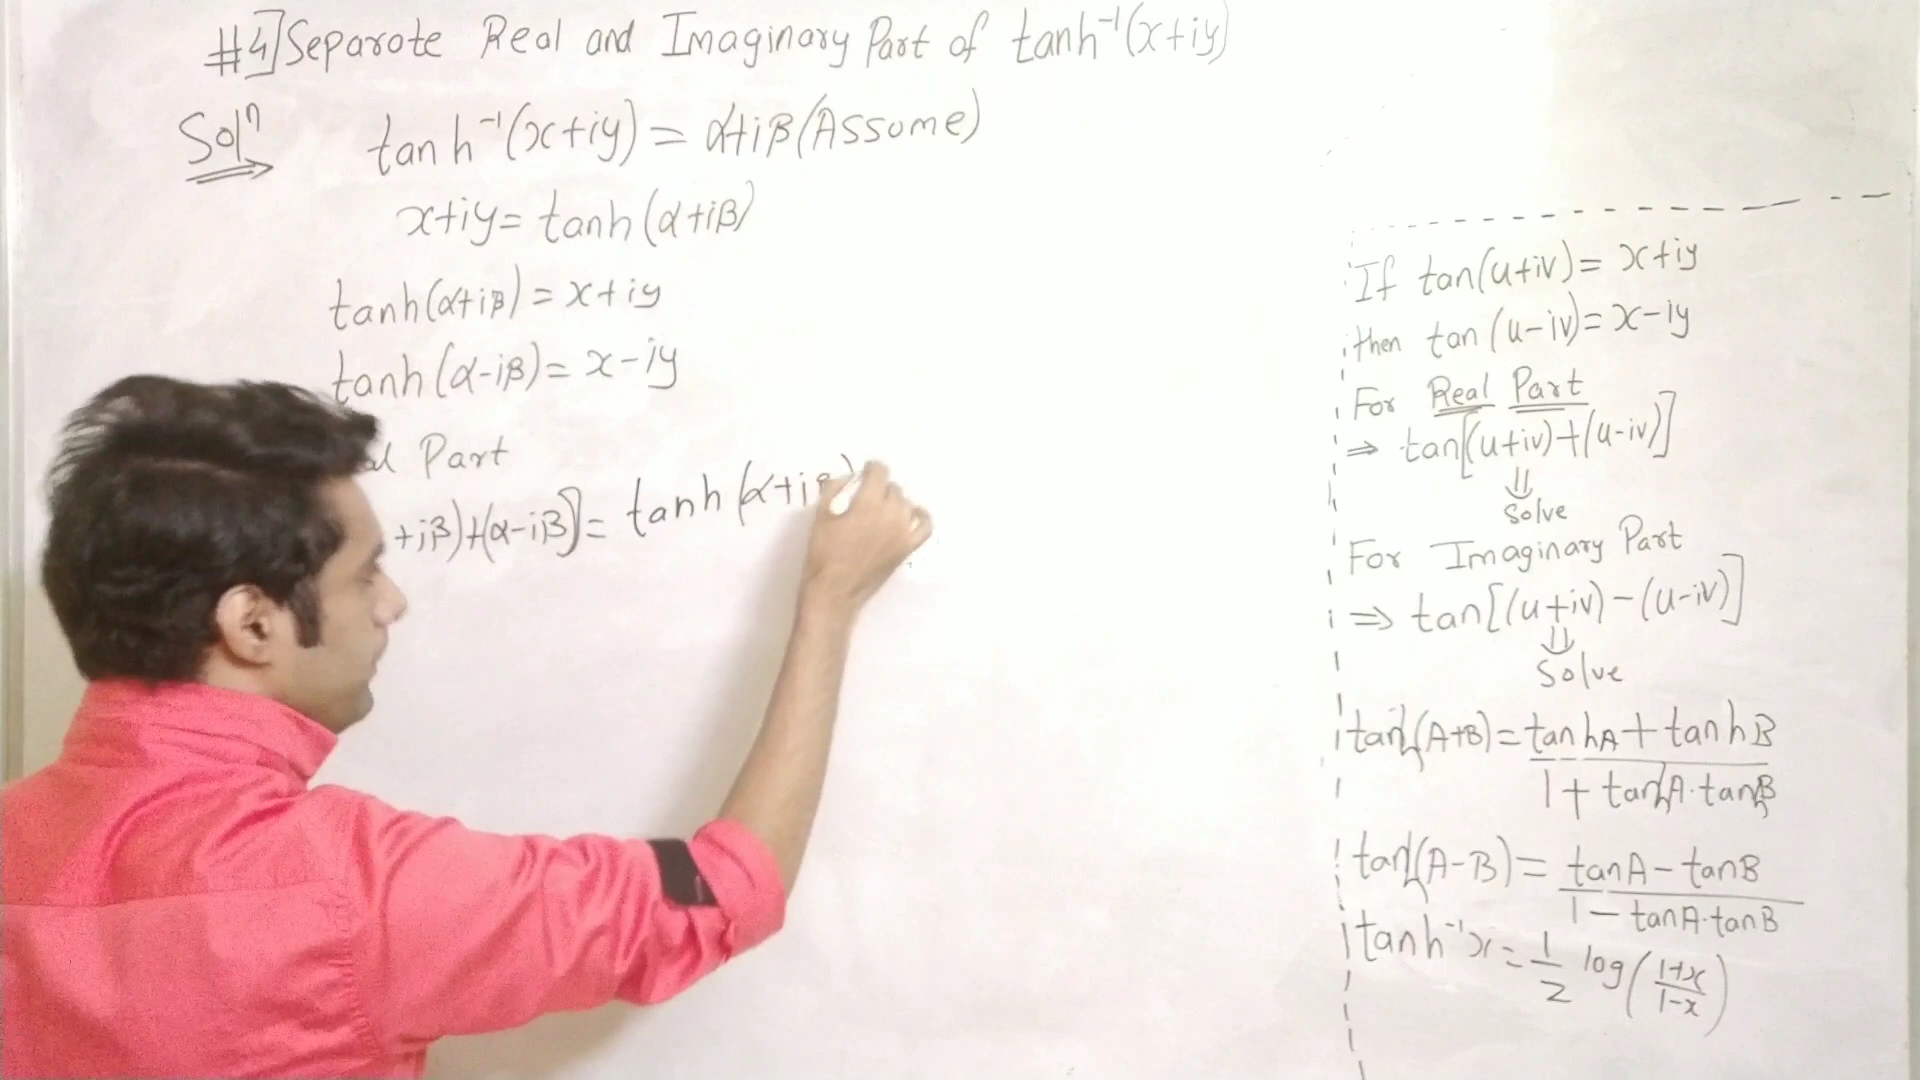 #4] Separate Real and Imaginary Part of tanh⁻¹(x+iy)
Solⁿ tanh⁻¹(x+iy) = α+iβ (Assume)
x+iy = tanh(α+iβ)
tanh(α+iβ) = x+iy
tanh(α-iβ) = x-iy
Part
+iβ)+(α-iβ)] = tanh(α+iβ)
If tan(u+iv) = x+iy
then tan(u-iv) = x-iy
For Real Part
⇒ tan[(u+iv)+(u-iv)]
⇓
Solve
For Imaginary Part
⇒ tan[(u+iv)-(u-iv)]
⇓
Solve
tanh(A+B) = tanhA + tanhB
1 + tanhA·tanhB
tanh(A-B) = tanA - tanB
1 - tanA·tanB
tanh⁻¹x = 1/2 log(1+x/1-x)